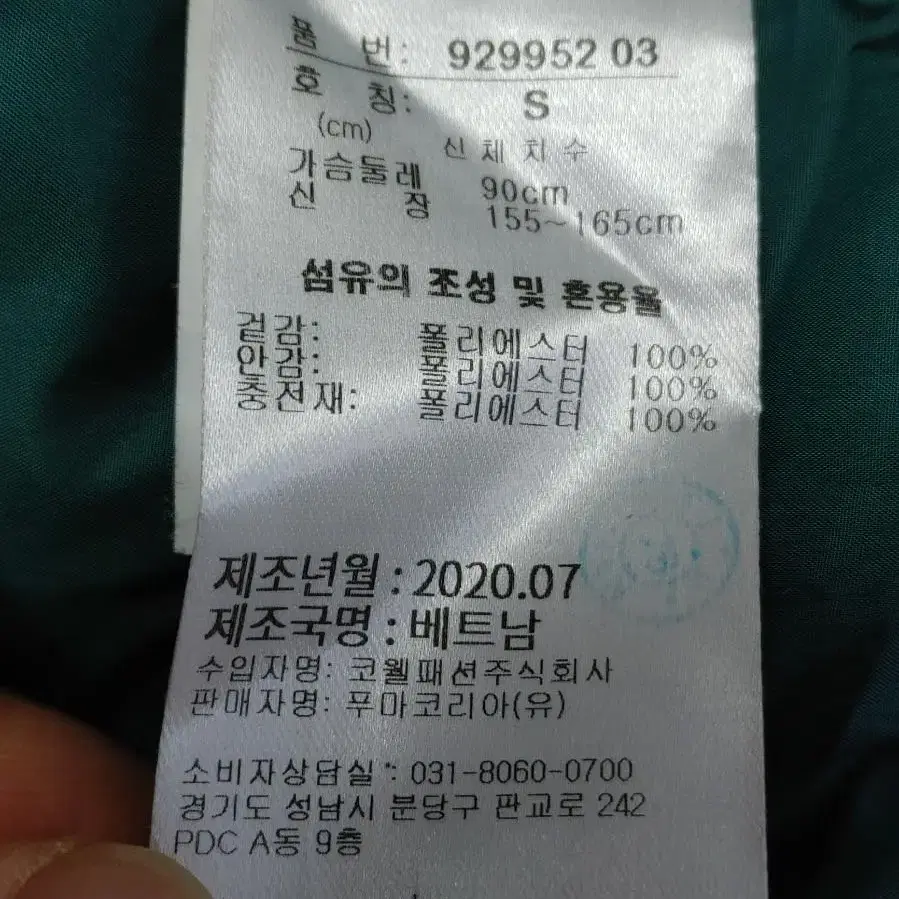 품 번: 929952 03
호 칭: S
(cm) 신 체 치 수
가슴둘레 90cm
신 장 155~165cm
섬유의 조성 및 혼용율
겉감: 폴리에스터 100%
안감: 폴리에스터 100%
충전재: 폴리에스터 100%
제조년월 : 2020.07
제조국명 : 베트남
수입자명: 코웰패션주식회사
판매자명: 푸마코리아(유)
소비자상담실 : 031-8060-0700
경기도 성남시 분당구 판교로 242
PDC A동 9층